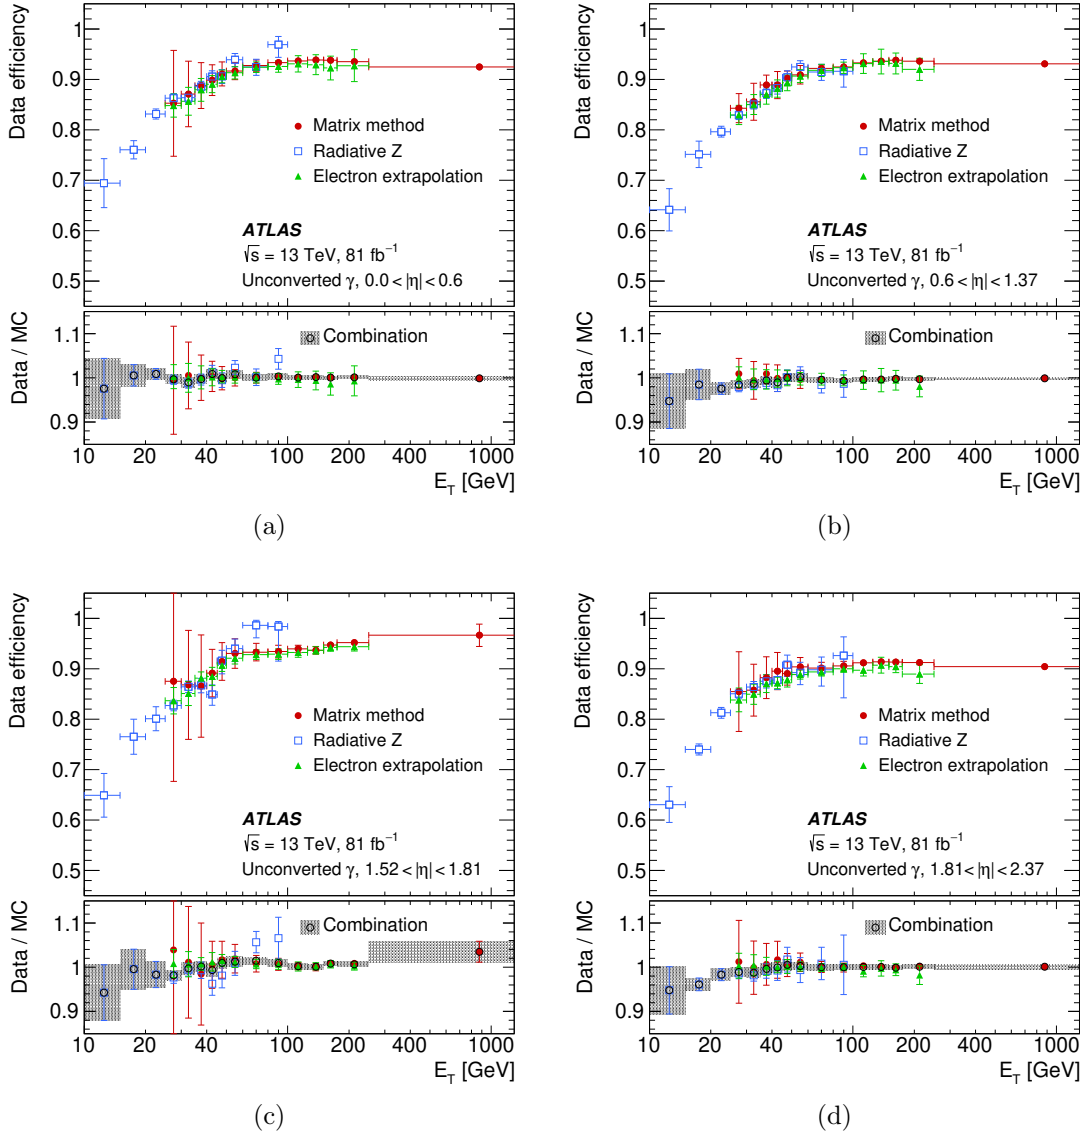 Data efficiency
1
0.9
0.8
0.7
0.6
0.5
Matrix method
Radiative Z
Electron extrapolation
ATLAS
√s = 13 TeV, 81 fb⁻¹
Unconverted γ, 0.0 < |η| < 0.6
Data / MC
1.1
1
0.9
Combination
10 20 40 100 200 400 1000
E_T [GeV]
(a)
Data efficiency
1
0.9
0.8
0.7
0.6
0.5
Matrix method
Radiative Z
Electron extrapolation
ATLAS
√s = 13 TeV, 81 fb⁻¹
Unconverted γ, 0.6 < |η| < 1.37
Data / MC
1.1
1
0.9
Combination
10 20 40 100 200 400 1000
E_T [GeV]
(b)
Data efficiency
1
0.9
0.8
0.7
0.6
0.5
Matrix method
Radiative Z
Electron extrapolation
ATLAS
√s = 13 TeV, 81 fb⁻¹
Unconverted γ, 1.52 < |η| < 1.81
Data / MC
1.1
1
0.9
Combination
10 20 40 100 200 400 1000
E_T [GeV]
(c)
Data efficiency
1
0.9
0.8
0.7
0.6
0.5
Matrix method
Radiative Z
Electron extrapolation
ATLAS
√s = 13 TeV, 81 fb⁻¹
Unconverted γ, 1.81 < |η| < 2.37
Data / MC
1.1
1
0.9
Combination
10 20 40 100 200 400 1000
E_T [GeV]
(d)